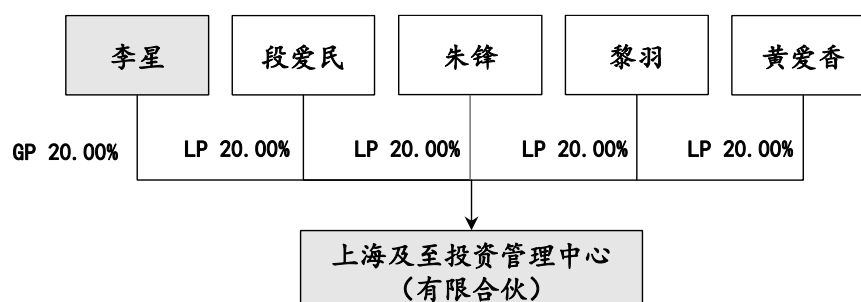 李星 段爱民 朱锋 黎羽 黄爱香
GP 20.00% LP 20.00% LP 20.00% LP 20.00% LP 20.00%
上海及至投资管理中心
（有限合伙）